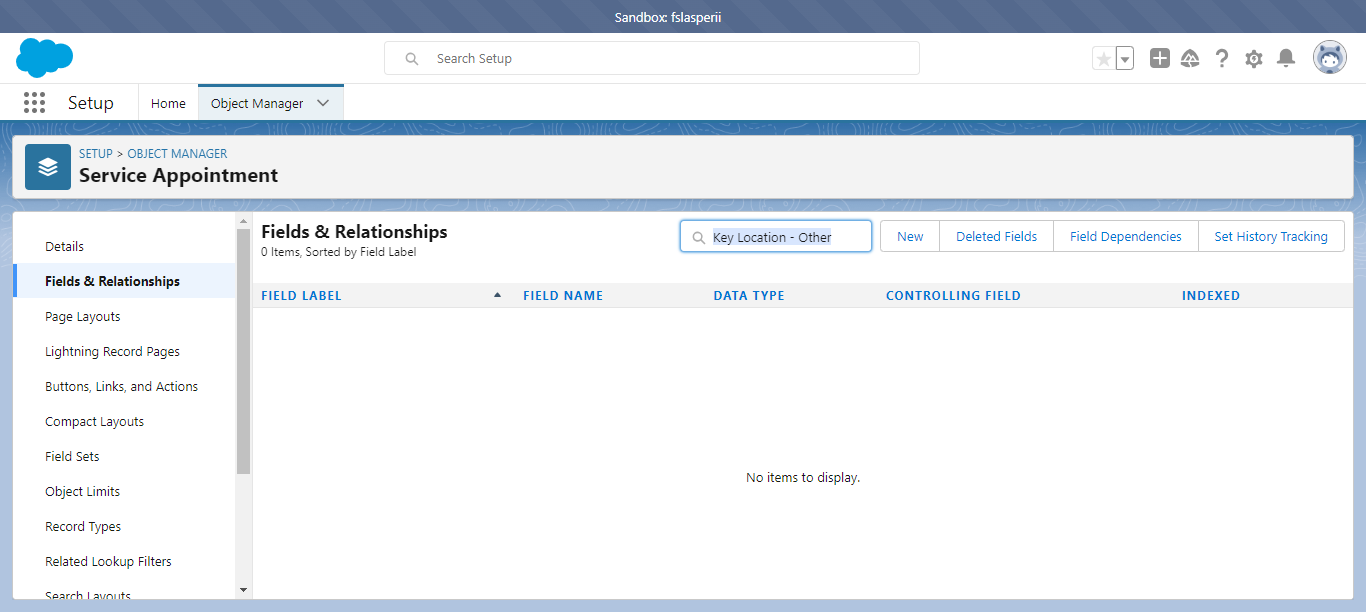 Sandbox: fslasperii
Search Setup
Setup
Home
Object Manager
SETUP > OBJECT MANAGER
Service Appointment
Details
Fields & Relationships
Page Layouts
Lightning Record Pages
Buttons, Links, and Actions
Compact Layouts
Field Sets
Object Limits
Record Types
Related Lookup Filters
Search Layouts
Fields & Relationships
0 Items, Sorted by Field Label
Key Location - Other
New
Deleted Fields
Field Dependencies
Set History Tracking
FIELD LABEL
FIELD NAME
DATA TYPE
CONTROLLING FIELD
INDEXED
No items to display.